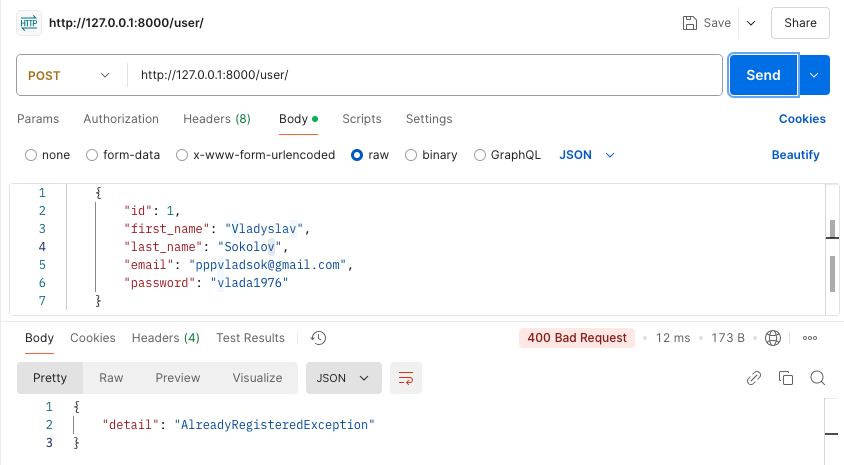 HTTP http://127.0.0.1:8000/user/ Save Share
POST http://127.0.0.1:8000/user/ Send
Params Authorization Headers (8) Body Scripts Settings Cookies
none form-data x-www-form-urlencoded raw binary GraphQL JSON Beautify
1 {
2 "id": 1,
3 "first_name": "Vladyslav",
4 "last_name": "Sokolov",
5 "email": "pppvladsok@gmail.com",
6 "password": "vlada1976"
7 }
Body Cookies Headers (4) Test Results 400 Bad Request 12 ms 173 B
Pretty Raw Preview Visualize JSON
1 {
2 "detail": "AlreadyRegisteredException"
3 }